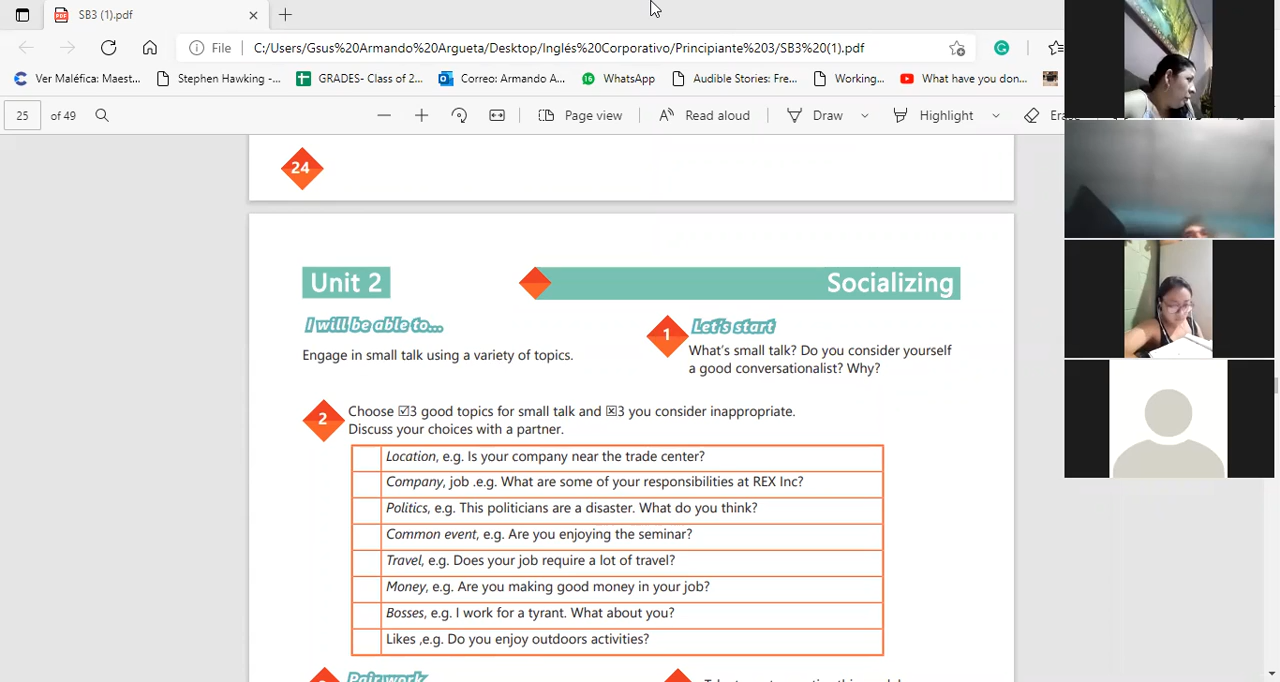 SB3 (1).pdf
File
C:/Users/Gsus%20Armando%20Argueta/Desktop/Inglés%20Corporativo/Principiante%203/SB3%20(1).pdf
Ver Maléfica: Maest...
Stephen Hawking -...
GRADES- Class of 2...
Correo: Armando A...
16
WhatsApp
Audible Stories: Fre...
Working...
What have you don...
25
of 49
Page view
Read aloud
Draw
Highlight
24
Unit 2
Socializing
I will be able to...
Engage in small talk using a variety of topics.
1
Let's start
What's small talk? Do you consider yourself
a good conversationalist? Why?
2
Choose ☑3 good topics for small talk and ☒3 you consider inappropriate.
Discuss your choices with a partner.
Location, e.g. Is your company near the trade center?
Company, job .e.g. What are some of your responsibilities at REX Inc?
Politics, e.g. This politicians are a disaster. What do you think?
Common event, e.g. Are you enjoying the seminar?
Travel, e.g. Does your job require a lot of travel?
Money, e.g. Are you making good money in your job?
Bosses, e.g. I work for a tyrant. What about you?
Likes ,e.g. Do you enjoy outdoors activities?
Pair work